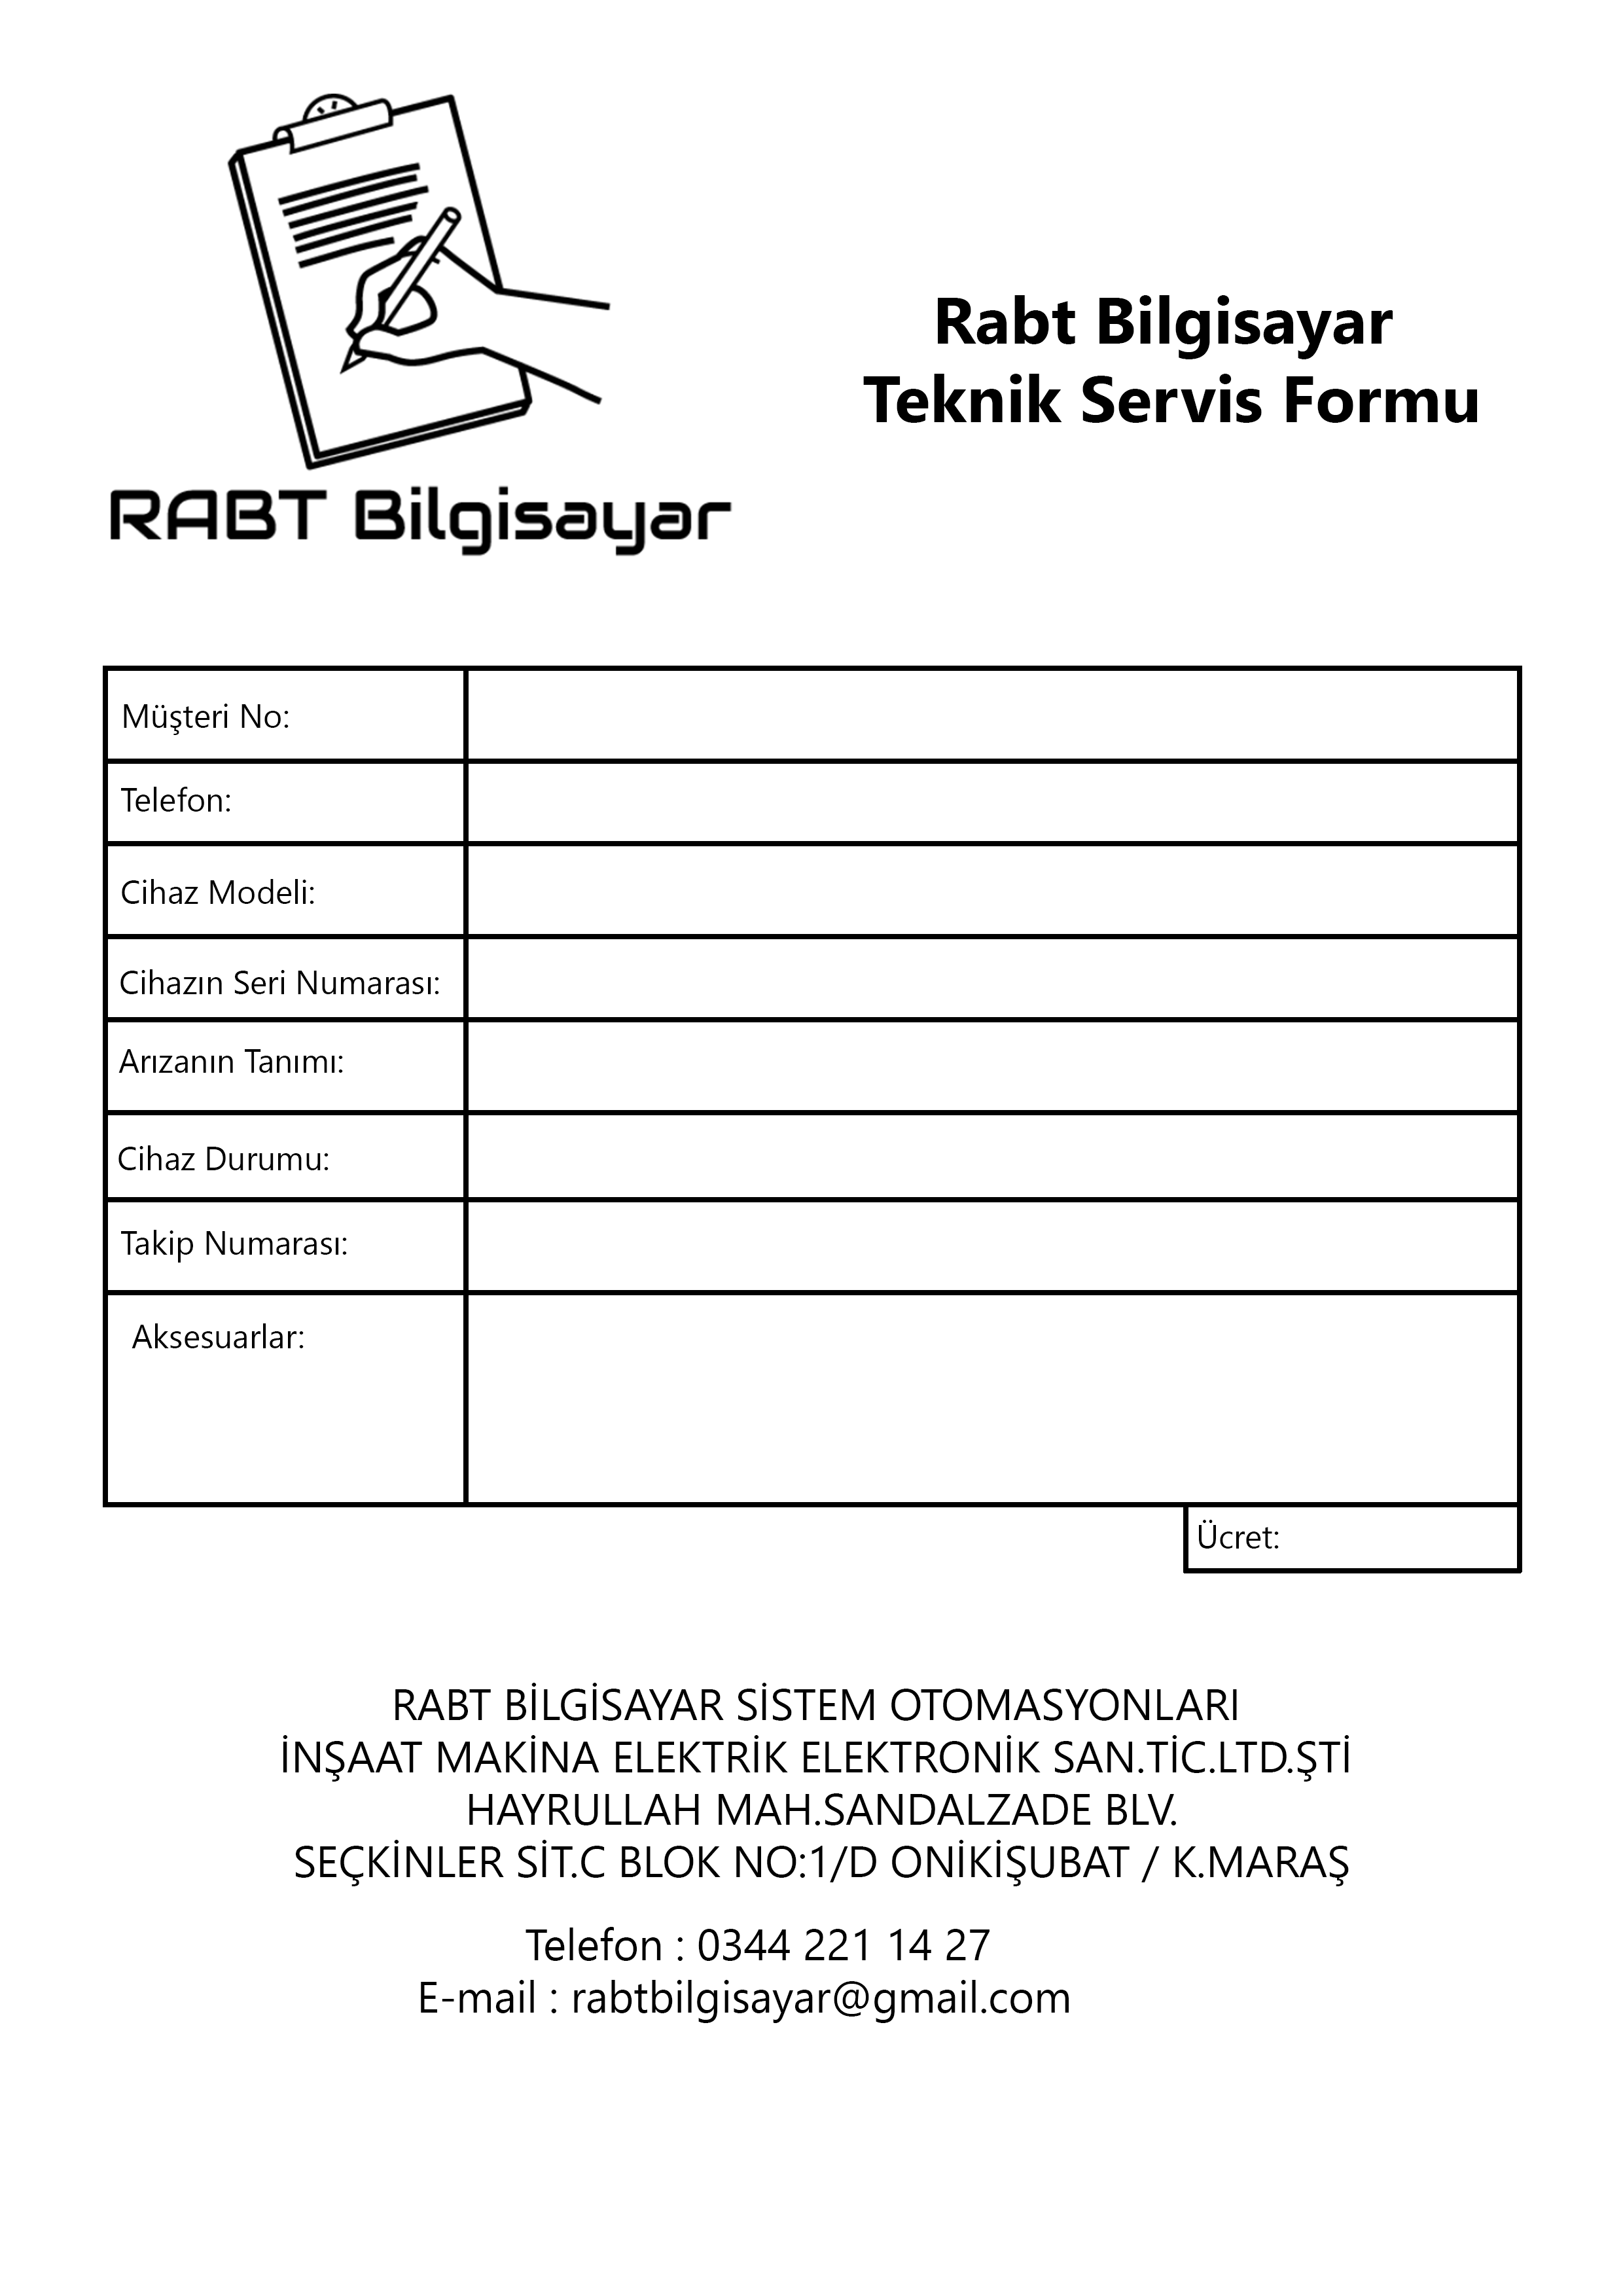 RABT Bilgisayar
Rabt Bilgisayar
Teknik Servis Formu
Müşteri No:
Telefon:
Cihaz Modeli:
Cihazın Seri Numarası:
Arızanın Tanımı:
Cihaz Durumu:
Takip Numarası:
Aksesuarlar:
Ücret:
RABT BİLGİSAYAR SİSTEM OTOMASYONLARI
İNŞAAT MAKİNA ELEKTRİK ELEKTRONİK SAN.TİC.LTD.ŞTİ
HAYRULLAH MAH.SANDALZADE BLV.
SEÇKİNLER SİT.C BLOK NO:1/D ONİKİŞUBAT / K.MARAŞ
Telefon : 0344 221 14 27
E-mail : rabtbilgisayar@gmail.com